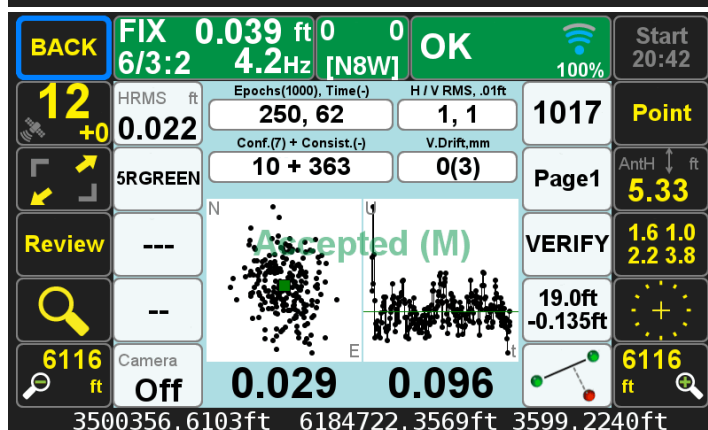 BACK
FIX 0.039 ft
6/3:2 4.2Hz
0 0
[N8W]
OK
100%
Start
20:42
12
+0
HRMS ft
0.022
Epochs(1000), Time(-)
250, 62
H / V RMS, .01ft
1, 1
1017
Point
Conf.(7) + Consist.(-)
10 + 363
V.Drift,mm
0(3)
5RGREEN
Page1
AntH ft
5.33
Review
---
N
U
Accepted (M)
VERIFY
1.6 1.0
2.2 3.8
--
19.0ft
-0.135ft
E
t
6116
ft
Camera
Off
0.029
0.096
6116
ft
3500356.6103ft 6184722.3569ft 3599.2240ft